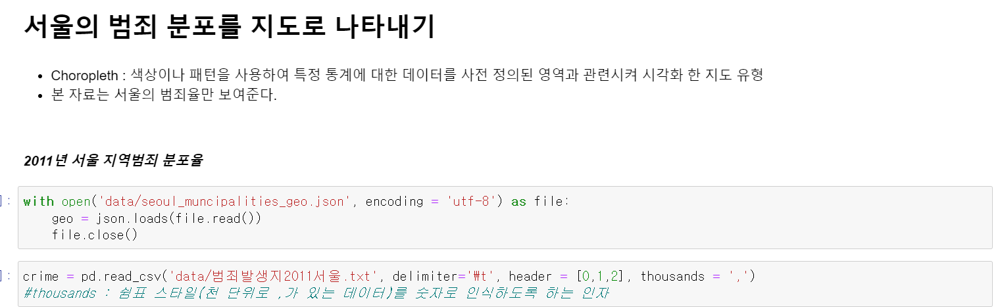 서울의 범죄 분포를 지도로 나타내기
Choropleth : 색상이나 패턴을 사용하여 특정 통계에 대한 데이터를 사전 정의된 영역과 관련시켜 시각화 한 지도 유형
본 자료는 서울의 범죄율만 보여준다.
2011년 서울 지역범죄 분포율
]: with open('data/seoul_muncipalities_geo.json', encoding = 'utf-8') as file:
geo = json.loads(file.read())
file.close()
]: crime = pd.read_csv('data/범죄발생지2011서울.txt', delimiter='₩t', header = [0,1,2], thousands = ',')
#thousands : 쉼표 스타일(천 단위로 ,가 있는 데이터)를 숫자로 인식하도록 하는 인자